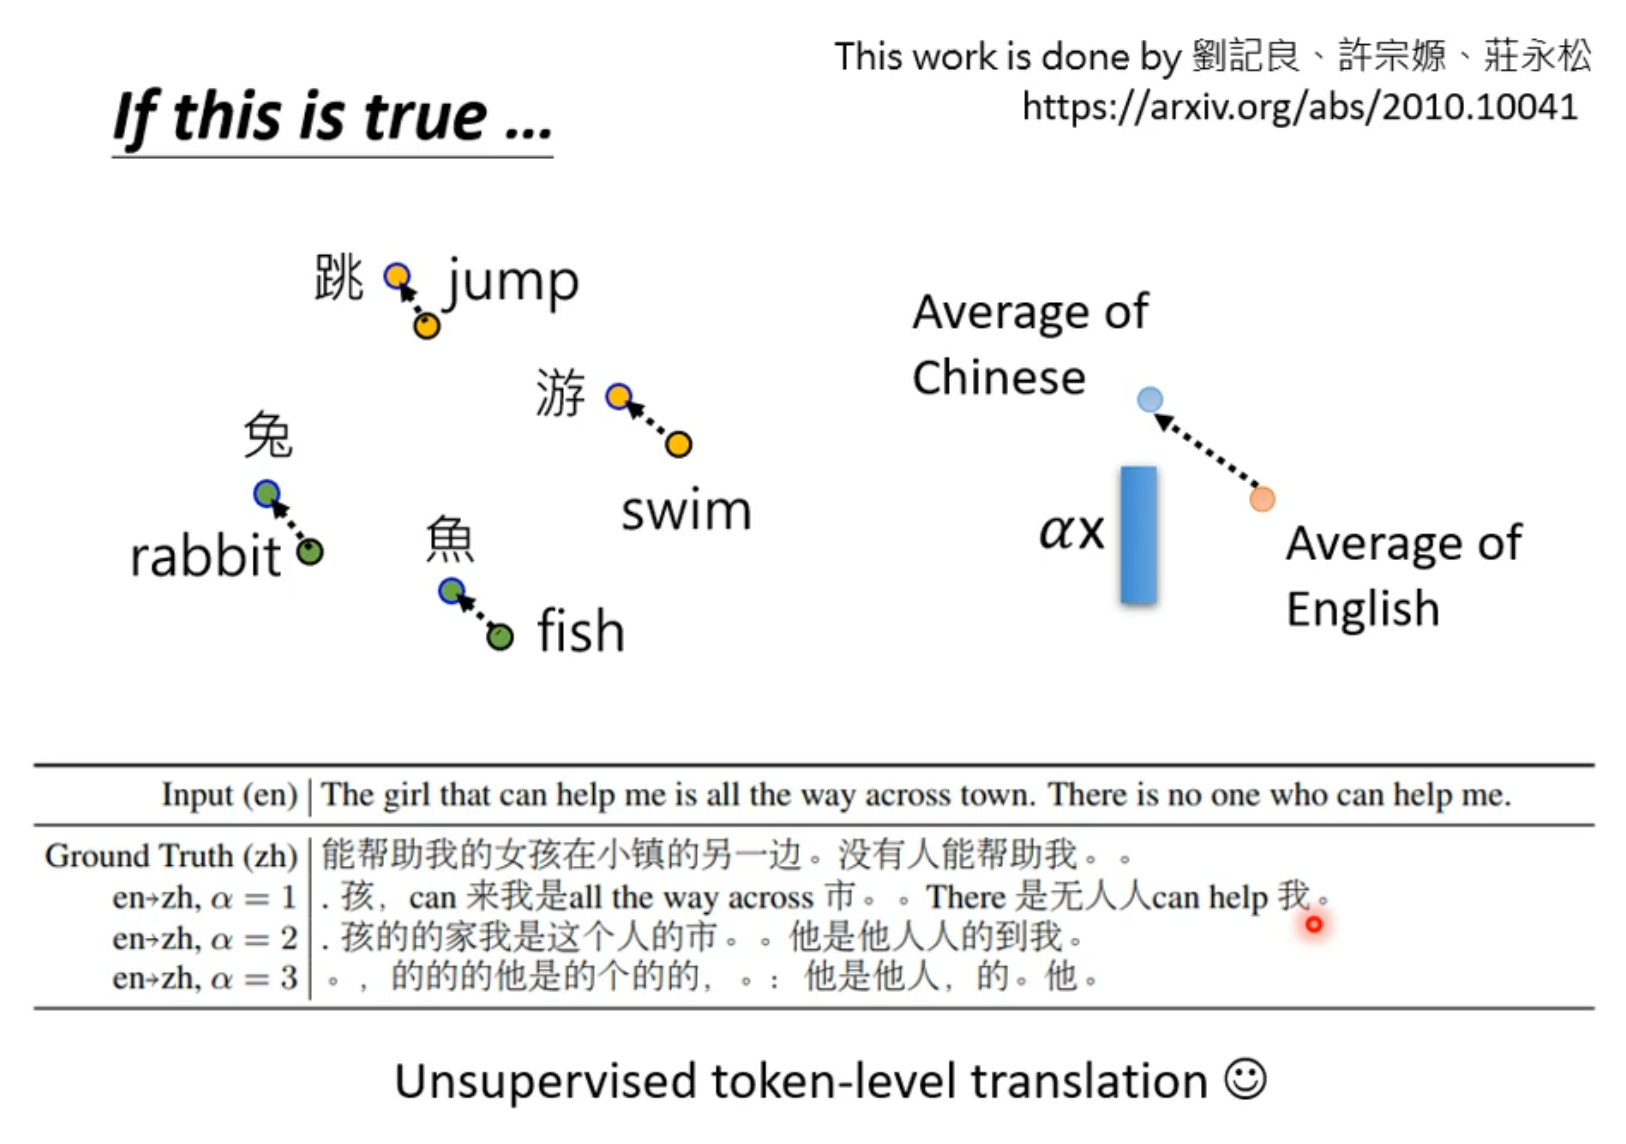 This work is done by 劉記良、許宗嫄、莊永松
https://arxiv.org/abs/2010.10041
If this is true ...
跳 jump
游
swim
兔
rabbit
魚
fish
Average of
Chinese
αx
Average of
English
Input (en) The girl that can help me is all the way across town. There is no one who can help me.
Ground Truth (zh) 能帮助我的女孩在小镇的另一边。没有人能帮助我。。
en→zh, α = 1 . 孩，can 来我是all the way across 市。。There 是无人人can help 我。
en→zh, α = 2 . 孩的的家我是这个人的市。。他是他人人的到我。
en→zh, α = 3 。，的的的他是的个的的，。：他是他人，的。他。
Unsupervised token-level translation ☺